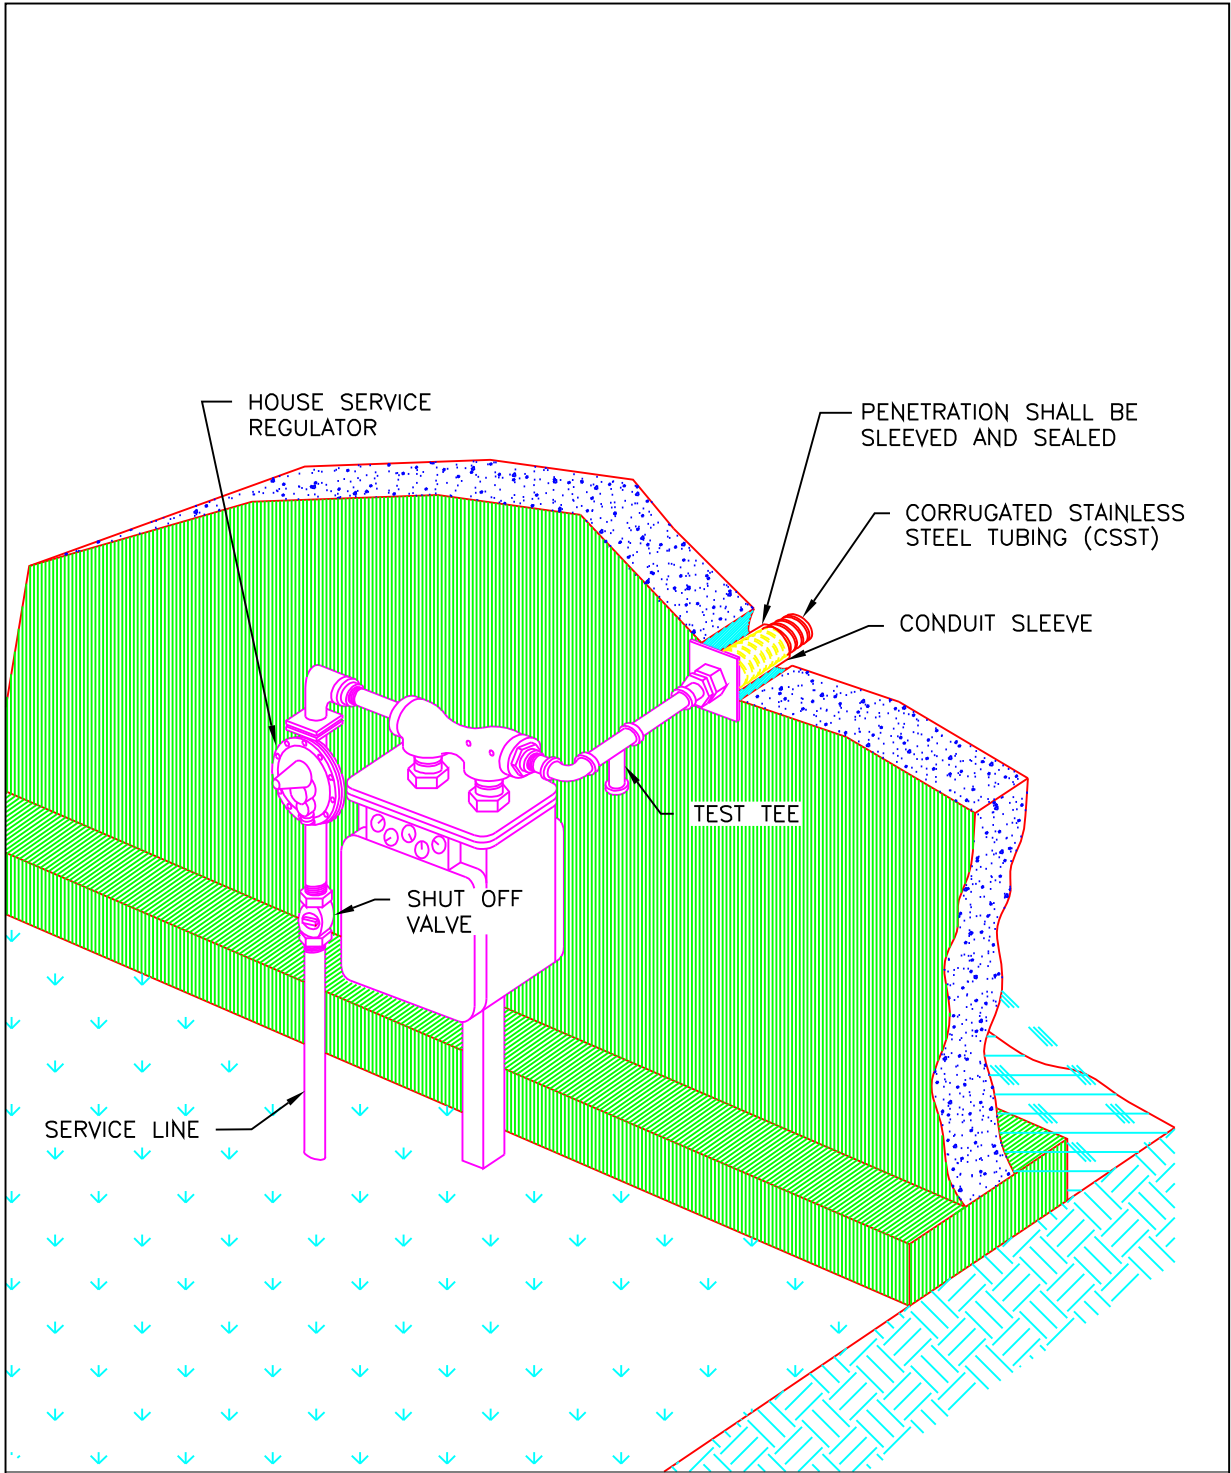 HOUSE SERVICE
REGULATOR
PENETRATION SHALL BE
SLEEVED AND SEALED
CORRUGATED STAINLESS
STEEL TUBING (CSST)
CONDUIT SLEEVE
TEST TEE
SHUT OFF
VALVE
SERVICE LINE